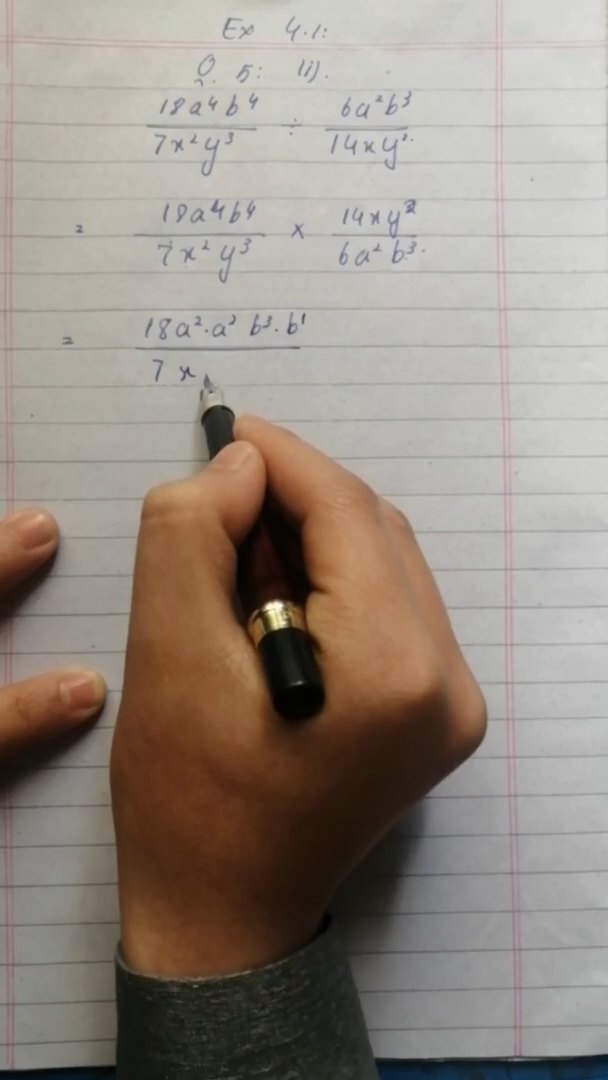 Ex 4.1:
Q. 5: ii).
18a⁴b⁴/7x²y³ ÷ 6a²b³/14xy²
= 18a⁴b⁴/7x²y³ × 14xy²/6a²b³
= 18a²·a² b³·b¹/7x